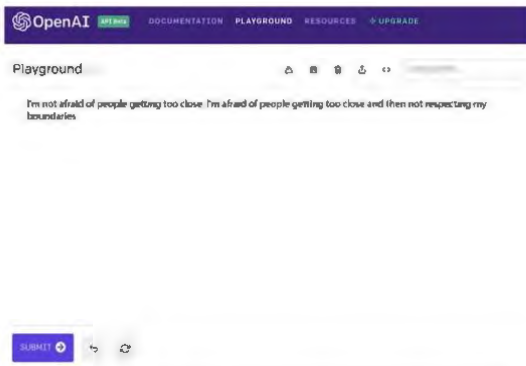 OpenAI API Beta DOCUMENTATION PLAYGROUND RESOURCES UPGRADE
Playground
I'm not afraid of people getting too close. I'm afraid of people getting too close and then not respecting my
boundaries
SUBMIT